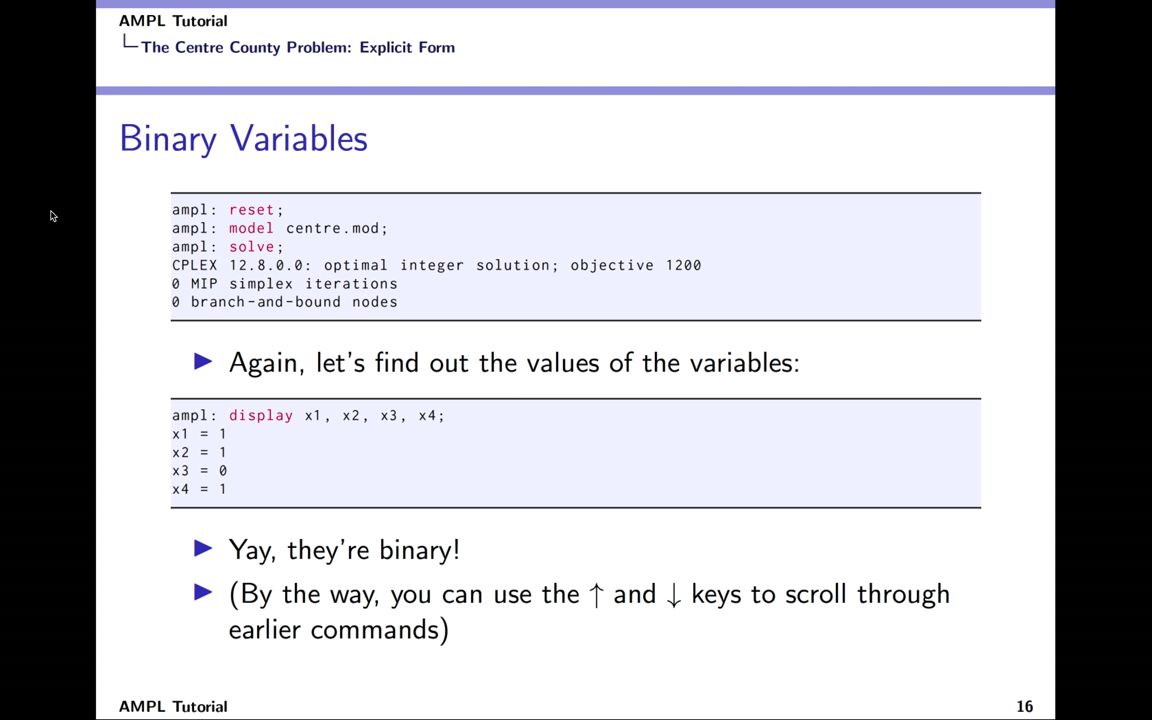 AMPL Tutorial
The Centre County Problem: Explicit Form
Binary Variables
ampl: reset;
ampl: model centre.mod;
ampl: solve;
CPLEX 12.8.0.0: optimal integer solution; objective 1200
0 MIP simplex iterations
0 branch-and-bound nodes
▶ Again, let's find out the values of the variables:
ampl: display x1, x2, x3, x4;
x1 = 1
x2 = 1
x3 = 0
x4 = 1
▶ Yay, they're binary!
▶ (By the way, you can use the ↑ and ↓ keys to scroll through
earlier commands)
AMPL Tutorial 16